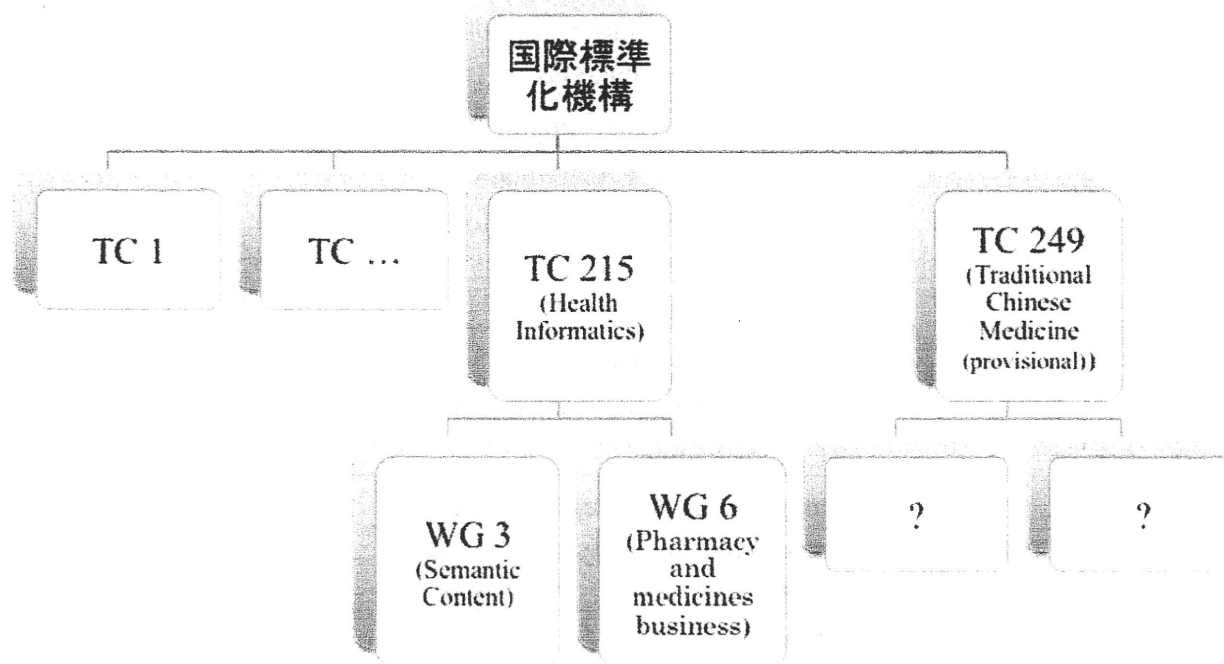 国際標準
化機構
TC 1
TC …
TC 215
(Health
Informatics)
TC 249
(Traditional
Chinese
Medicine
(provisional))
WG 3
(Semantic
Content)
WG 6
(Pharmacy
and
medicines
business)
?
?